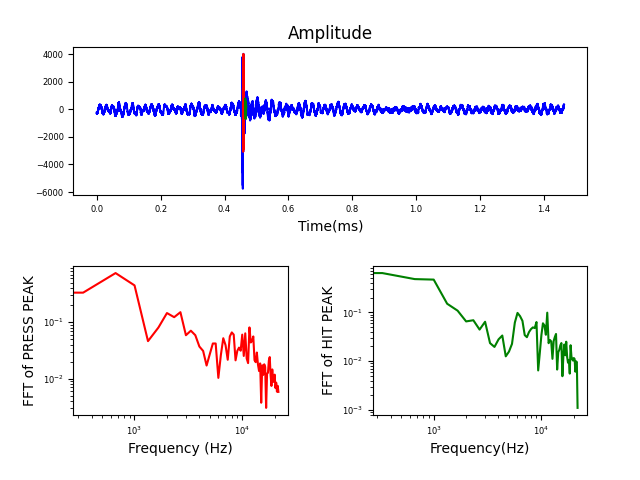 Amplitude
4000
2000
0
−2000
−4000
−6000
0.0 0.2 0.4 0.6 0.8 1.0 1.2 1.4
Time(ms)
FFT of PRESS PEAK
10⁻¹
10⁻²
10³ 10⁴
Frequency (Hz)
FFT of HIT PEAK
10⁻¹
10⁻²
10⁻³
10³ 10⁴
Frequency(Hz)